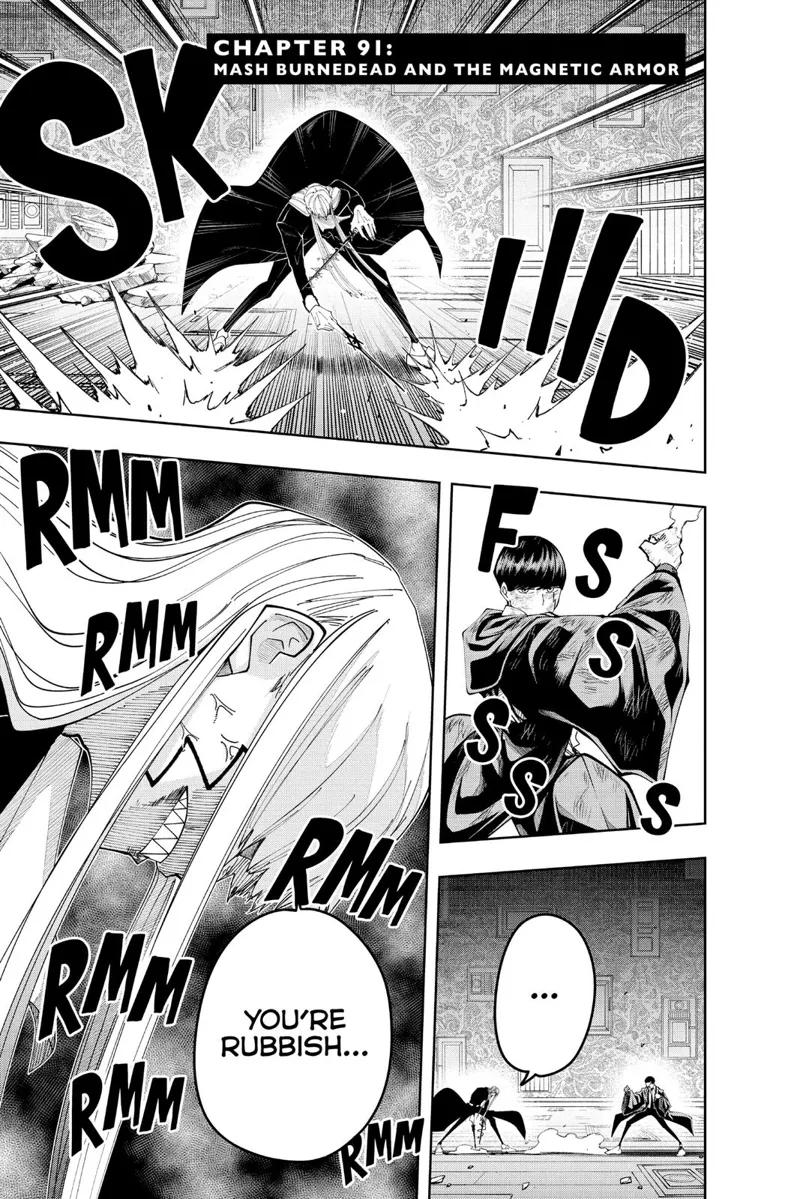 CHAPTER 91:
MASH BURNEDEAD AND THE MAGNETIC ARMOR
SK
IIID
FSSSSSS
...
RMM
RMM
RMM
RMM
RMM
RMM
YOU'RE
RUBBISH...